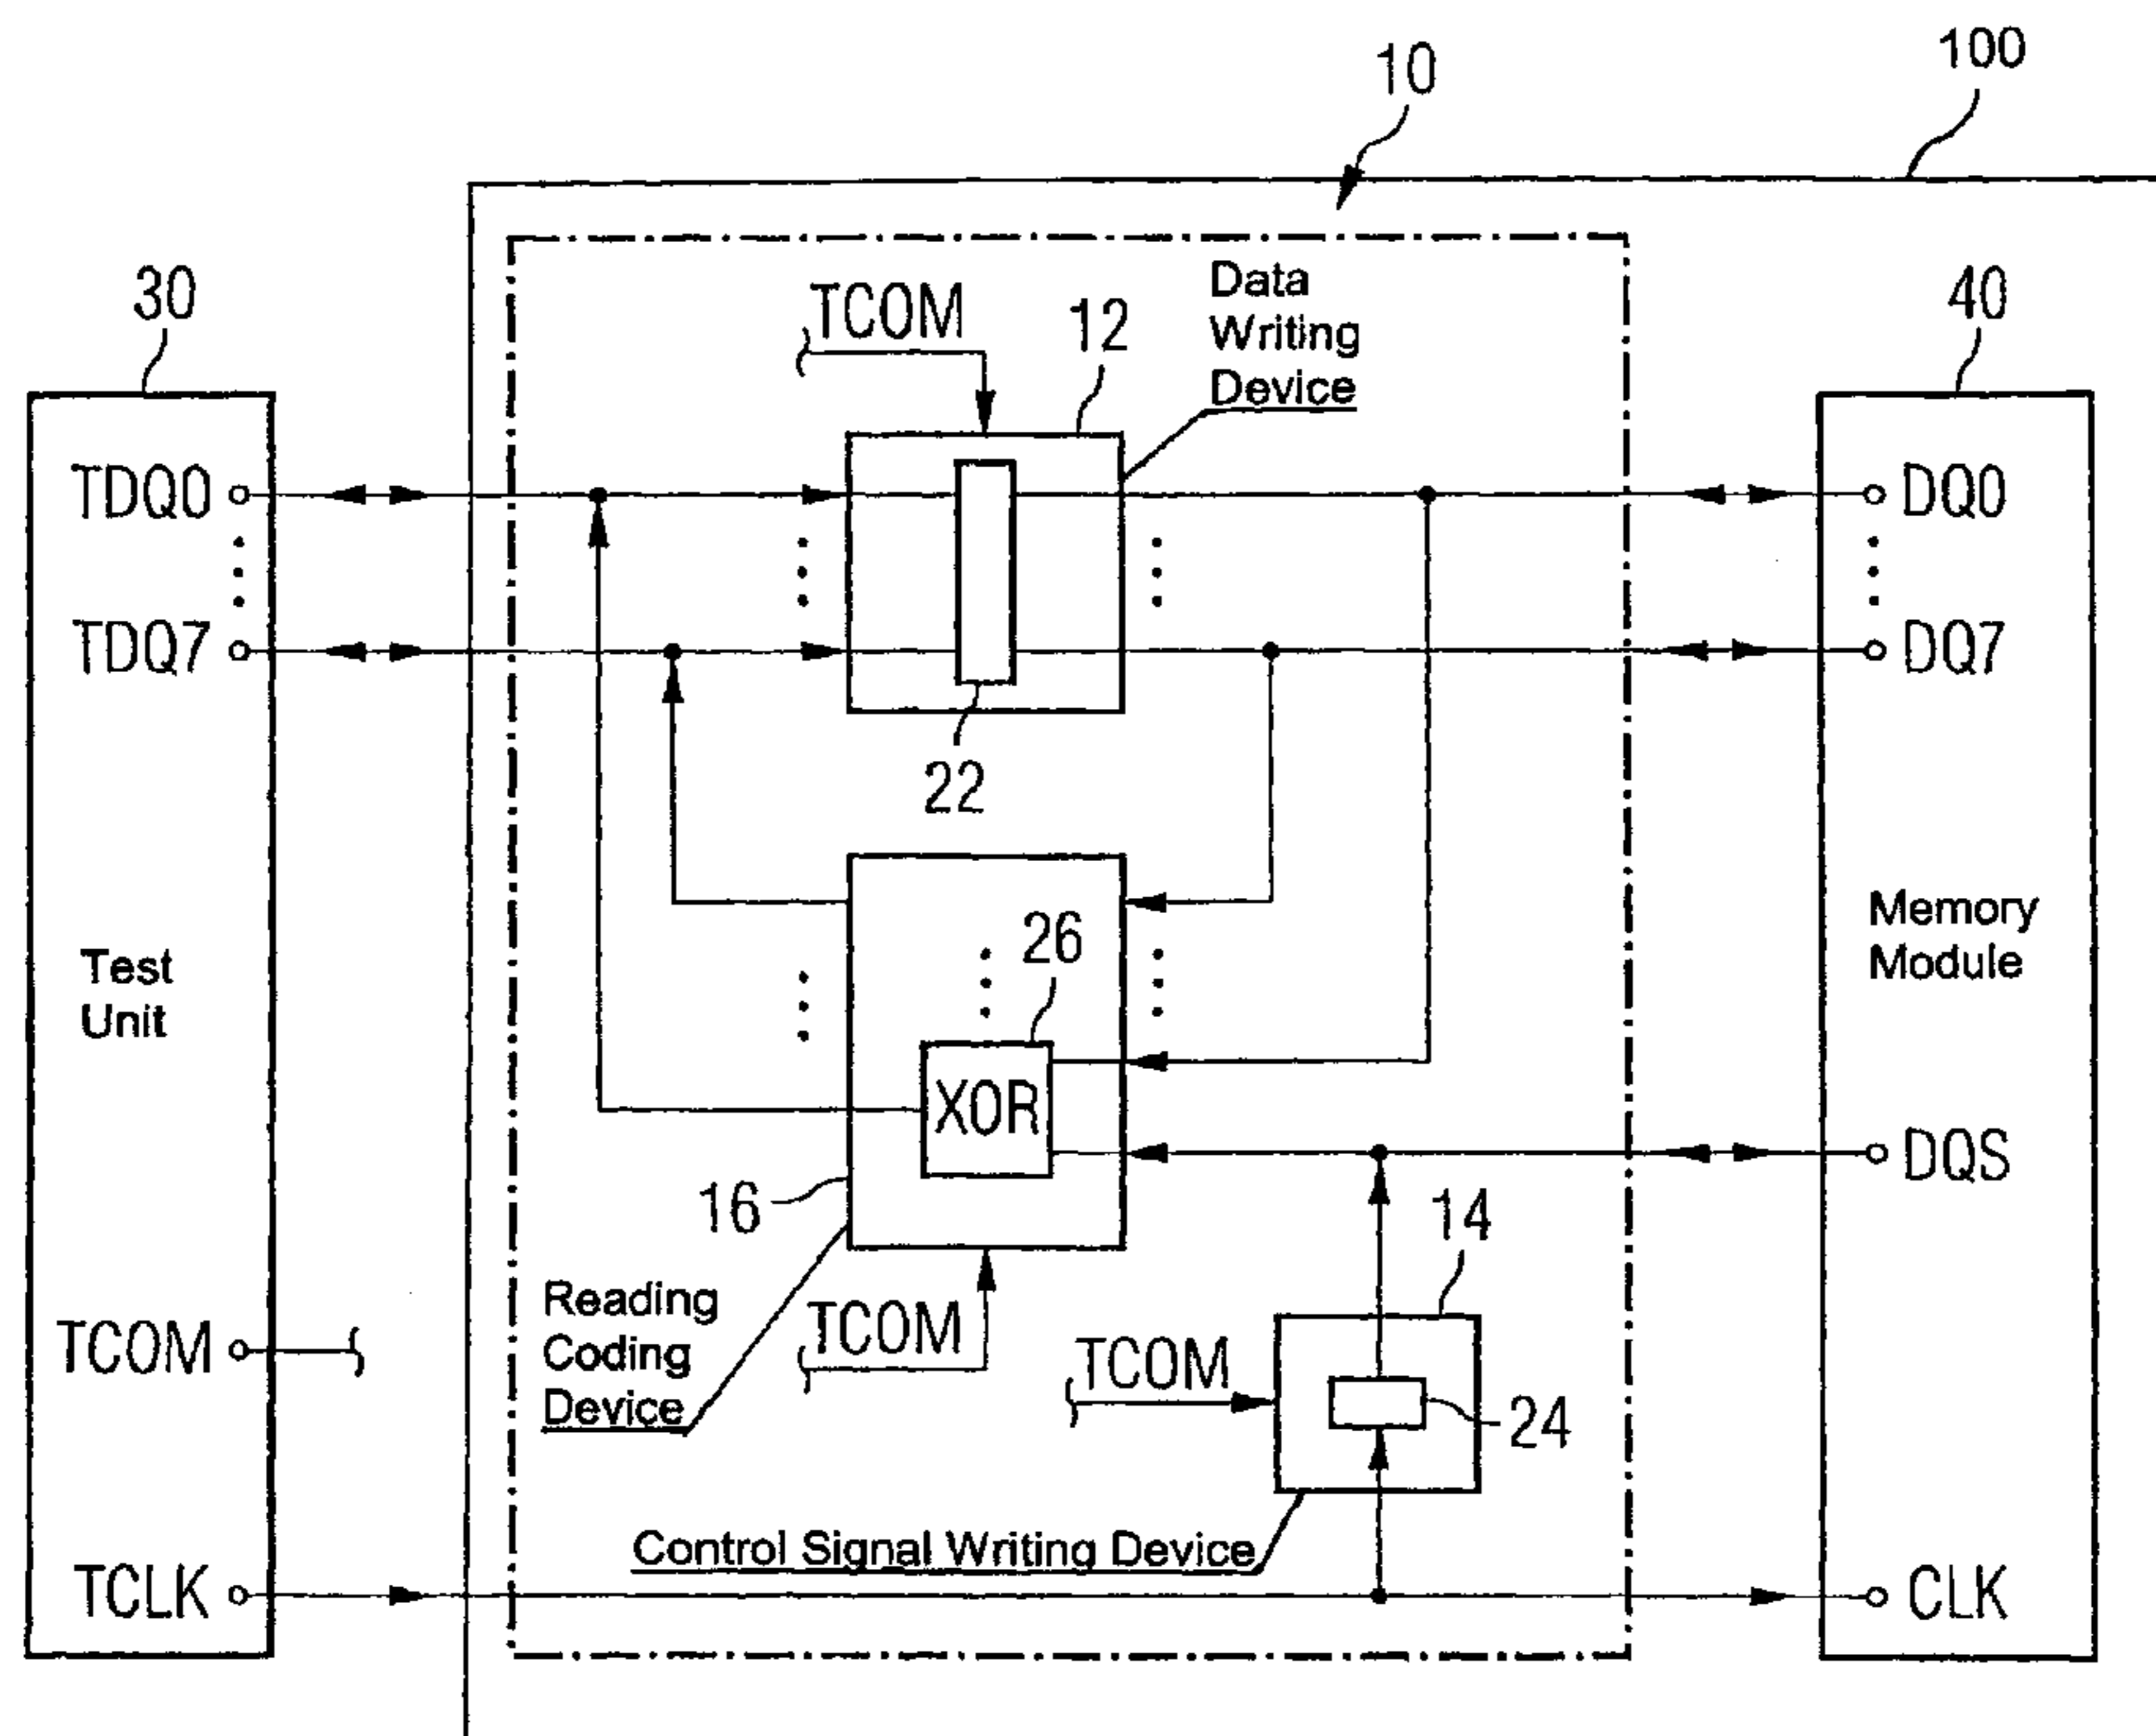 10
100
30
TCOM
12
Data
Writing
Device
40
TDQ0
DQ0
TDQ7
DQ7
22
26
Test
Unit
Memory
Module
XOR
DQS
16
14
Reading
Coding
Device
TCOM
TCOM
TCOM
24
Control Signal Writing Device
TCLK
CLK